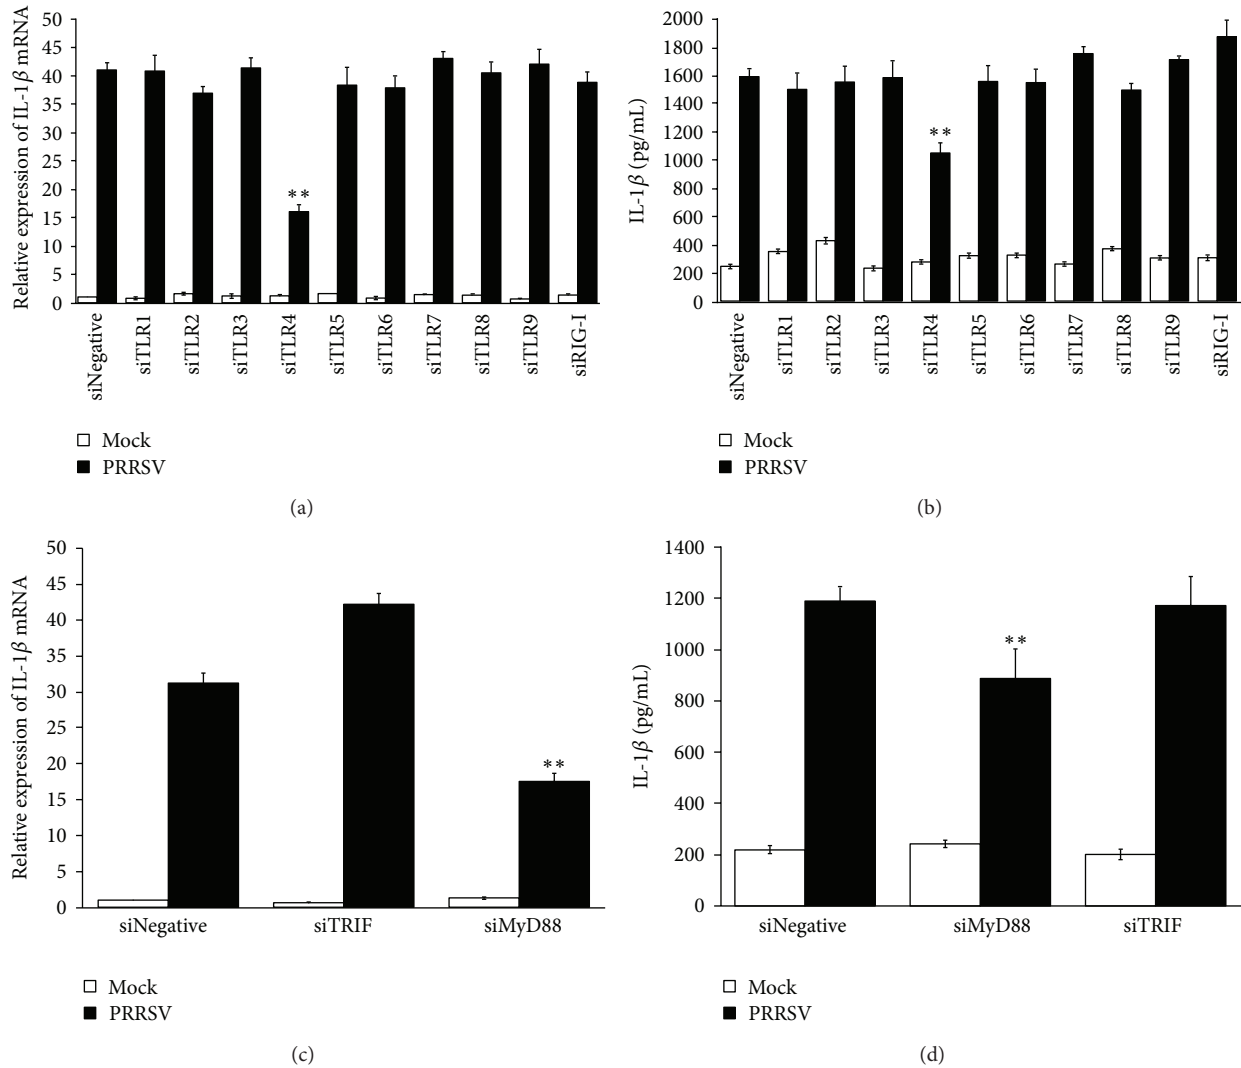 Relative expression of IL-1β mRNA
50
45
40
35
30
25
20
15
10
5
0
**
siNegative
siTLR1
siTLR2
siTLR3
siTLR4
siTLR5
siTLR6
siTLR7
siTLR8
siTLR9
siRIG-I
Mock
PRRSV
(a)
IL-1β (pg/mL)
2000
1800
1600
1400
1200
1000
800
600
400
200
0
**
siNegative
siTLR1
siTLR2
siTLR3
siTLR4
siTLR5
siTLR6
siTLR7
siTLR8
siTLR9
siRIG-I
Mock
PRRSV
(b)
Relative expression of IL-1β mRNA
50
45
40
35
30
25
20
15
10
5
0
**
siNegative siTRIF siMyD88
Mock
PRRSV
(c)
IL-1β (pg/mL)
1400
1200
1000
800
600
400
200
0
**
siNegative siMyD88 siTRIF
Mock
PRRSV
(d)